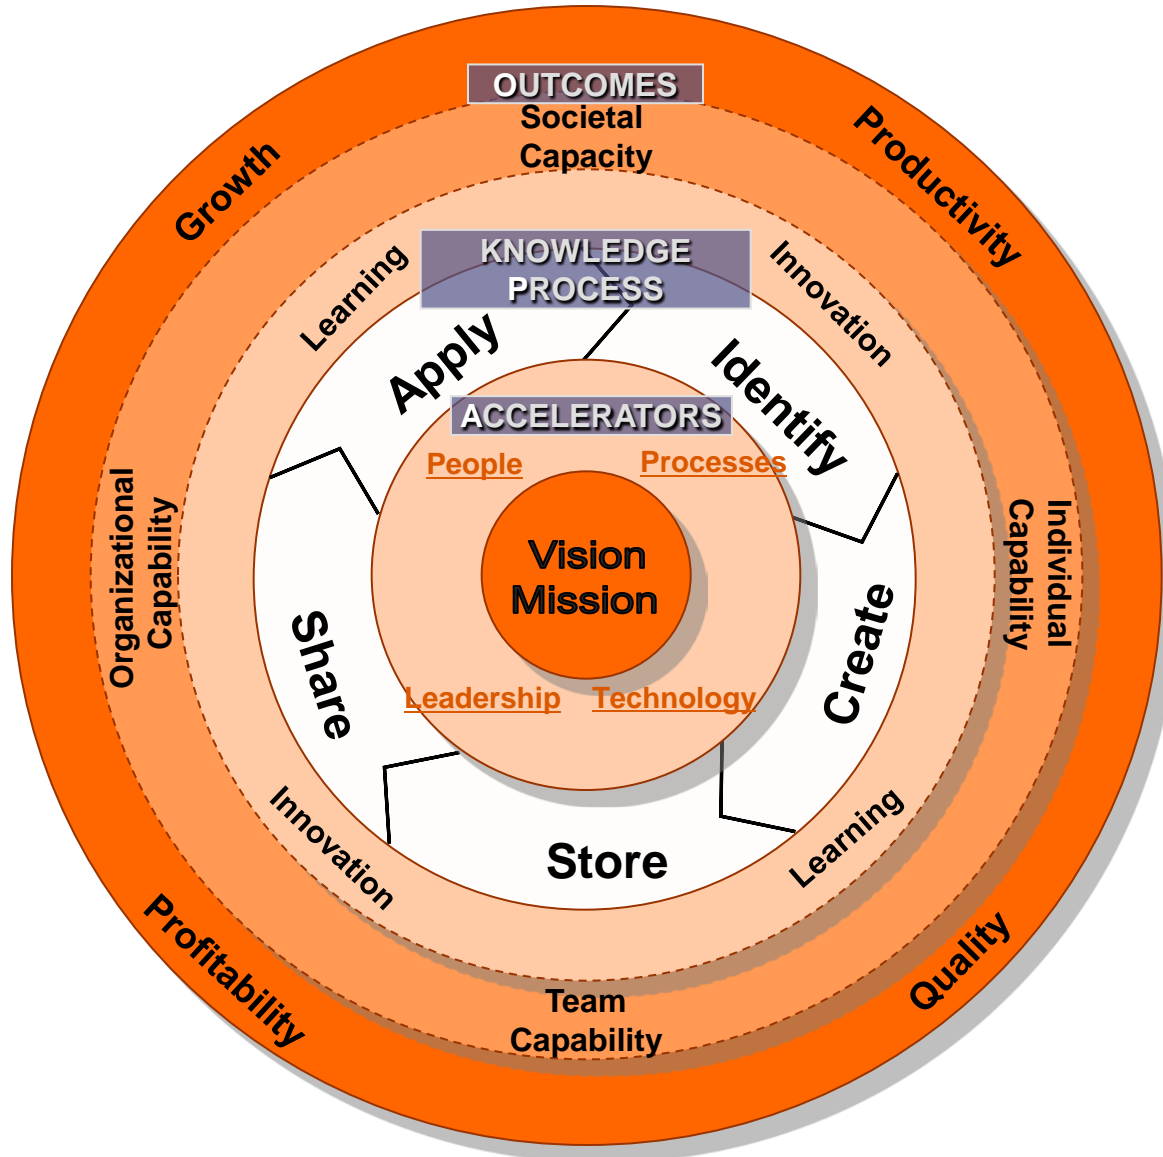 OUTCOMES
Societal
Capacity
Growth
Productivity
KNOWLEDGE
PROCESS
Learning
Innovation
Apply
Identify
ACCELERATORS
People
Processes
Organizational
Capability
Individual
Capability
Vision
Mission
Share
Create
Leadership
Technology
Innovation
Learning
Store
Profitability
Quality
Team
Capability